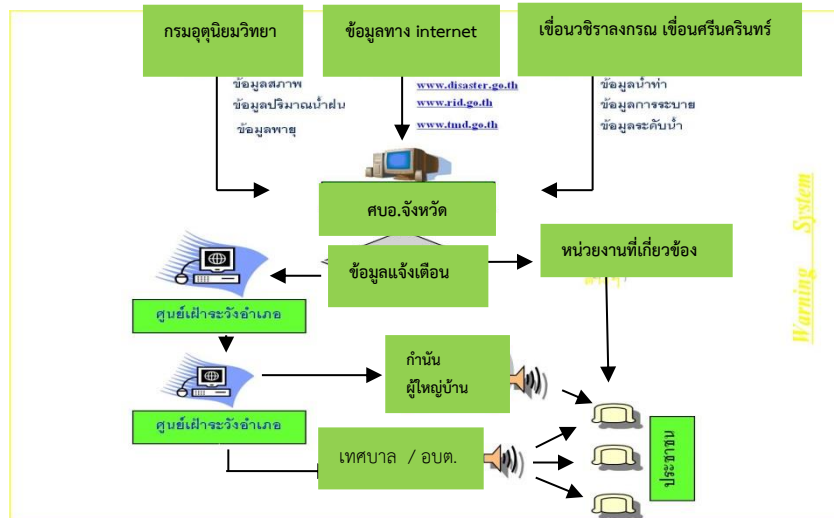 กรมอุตุนิยมวิทยา
ข้อมูลทาง internet
เขื่อนวชิราลงกรณ เขื่อนศรีนครินทร์
ข้อมูลสภาพ
ข้อมูลปริมาณน้ำฝน
ข้อมูลพายุ
www.disaster.go.th
www.rid.go.th
www.tmd.go.th
ข้อมูลน้ำท่า
ข้อมูลการระบาย
ข้อมูลระดับน้ำ
ศบอ.จังหวัด
ข้อมูลแจ้งเตือน
หน่วยงานที่เกี่ยวข้อง
Warning System
ศูนย์เฝ้าระวังอำเภอ
กำนัน
ผู้ใหญ่บ้าน
ศูนย์เฝ้าระวังอำเภอ
เทศบาล / อบต.
ประชาชน